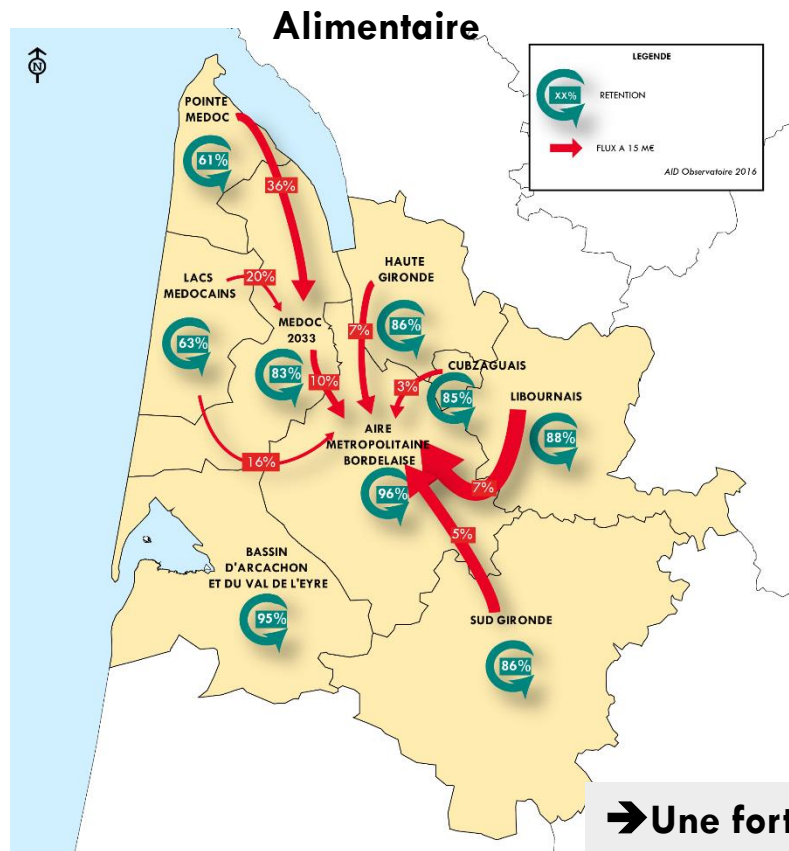 Alimentaire
N
LEGENDE
XX%
RETENTION
FLUX A 15 M€
AID Observatoire 2016
POINTE
MEDOC
61%
36%
LACS
MEDOCAINS
20%
63%
MEDOC
2033
83%
10%
HAUTE
GIRONDE
7%
86%
CUBZAGUAIS
3%
85%
LIBOURNAIS
88%
7%
AIRE
METROPOLITAINE
BORDELAISE
96%
16%
5%
BASSIN
D'ARCACHON
ET DU VAL DE L'EYRE
95%
SUD GIRONDE
86%
➔Une fort